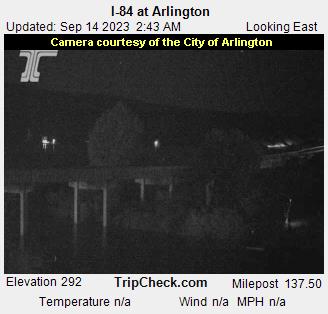 I-84 at Arlington
Updated: Sep 14 2023 2:43 AM Looking East
Camera courtesy of the City of Arlington
Elevation 292 TripCheck.com Milepost 137.50
Temperature n/a Wind n/a MPH n/a